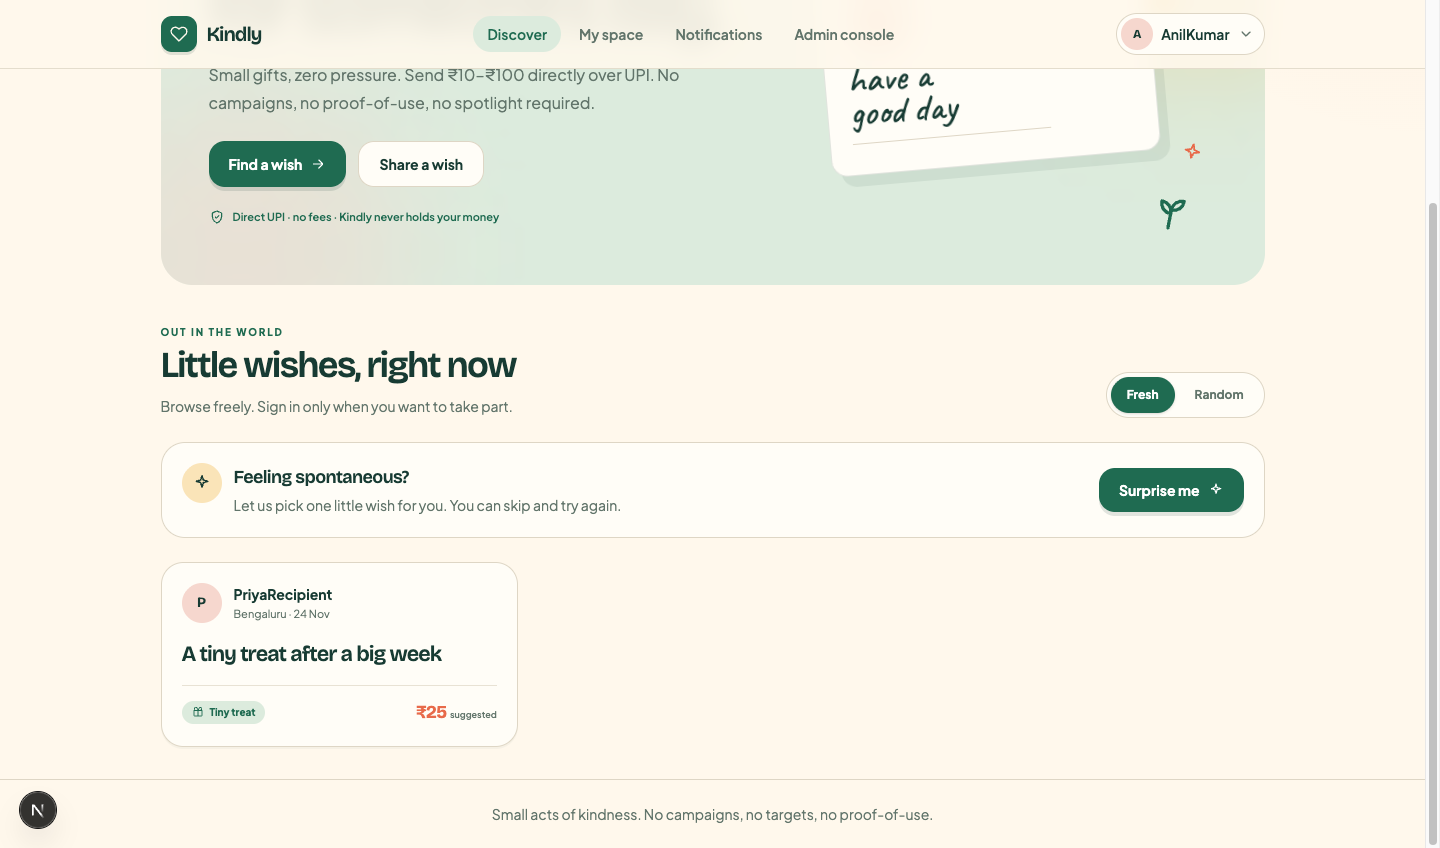 Kindly
Discover
My space
Notifications
Admin console
A
AnilKumar
Small gifts, zero pressure. Send ₹10–₹100 directly over UPI. No
campaigns, no proof-of-use, no spotlight required.
Find a wish
Share a wish
Direct UPI · no fees · Kindly never holds your money
have a
good day
OUT IN THE WORLD
Little wishes, right now
Browse freely. Sign in only when you want to take part.
Fresh
Random
Feeling spontaneous?
Let us pick one little wish for you. You can skip and try again.
Surprise me
P
PriyaRecipient
Bengaluru · 24 Nov
A tiny treat after a big week
Tiny treat
₹25 suggested
N
Small acts of kindness. No campaigns, no targets, no proof-of-use.